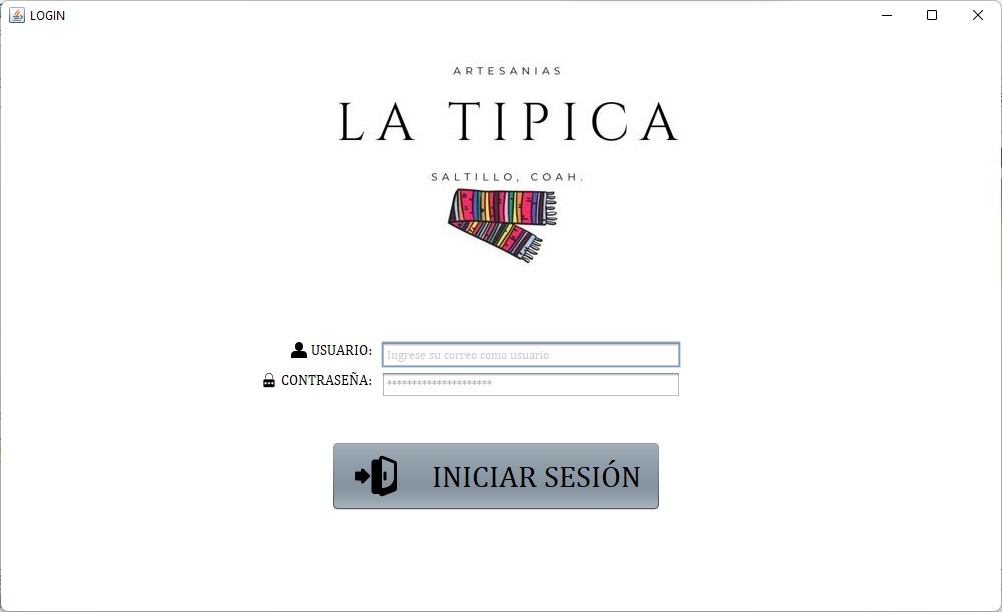 LOGIN
ARTESANIAS
LA TIPICA
SALTILLO, COAH.
USUARIO: Ingrese su correo como usuario
CONTRASEÑA: *********************
INICIAR SESIÓN